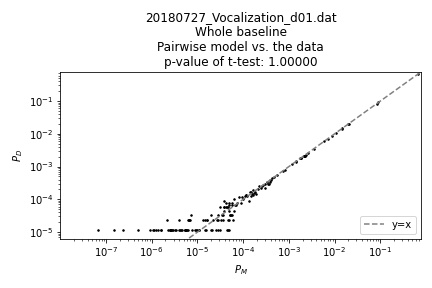 20180727_Vocalization_d01.dat
Whole baseline
Pairwise model vs. the data
p-value of t-test: 1.00000
P_D
10⁻¹
10⁻²
10⁻³
10⁻⁴
10⁻⁵
y=x
10⁻⁷ 10⁻⁶ 10⁻⁵ 10⁻⁴ 10⁻³ 10⁻² 10⁻¹
P_M